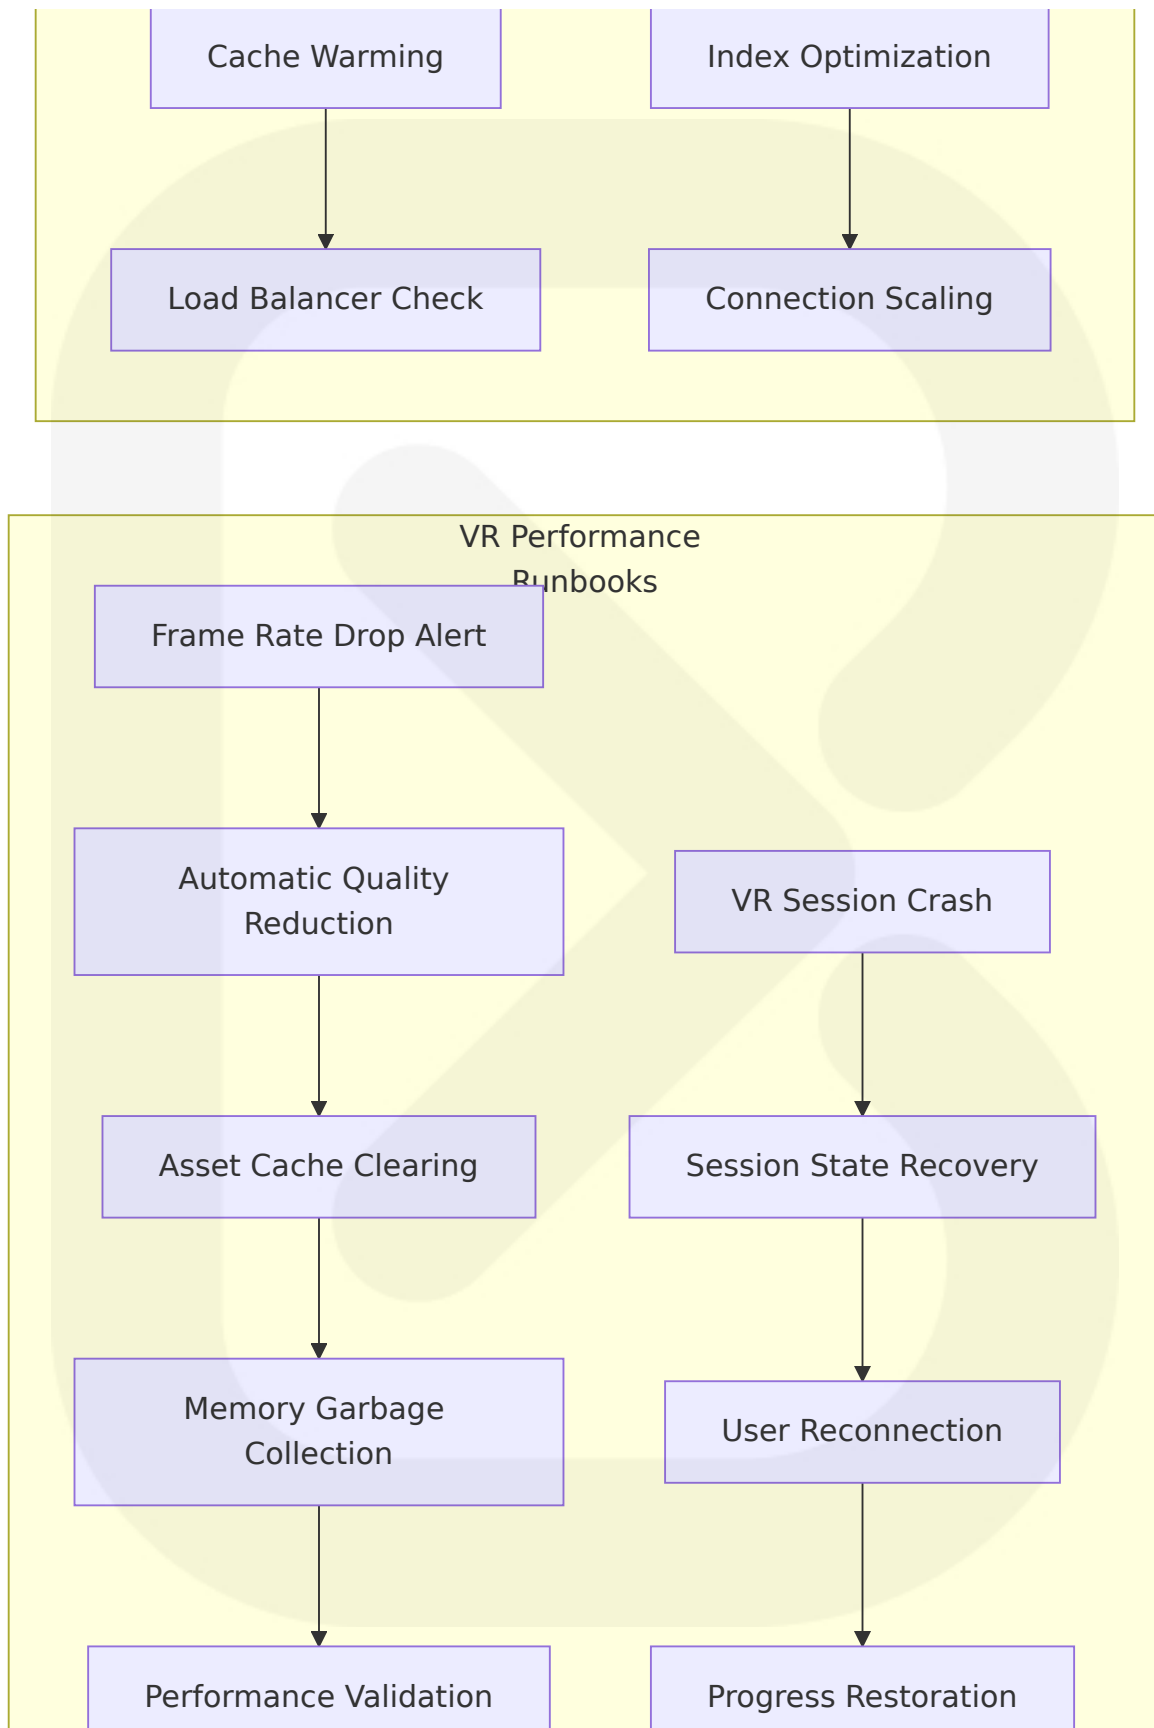 Cache Warming
Index Optimization
Load Balancer Check
Connection Scaling
VR Performance
Runbooks
Frame Rate Drop Alert
Automatic Quality
Reduction
VR Session Crash
Asset Cache Clearing
Session State Recovery
Memory Garbage
Collection
User Reconnection
Performance Validation
Progress Restoration